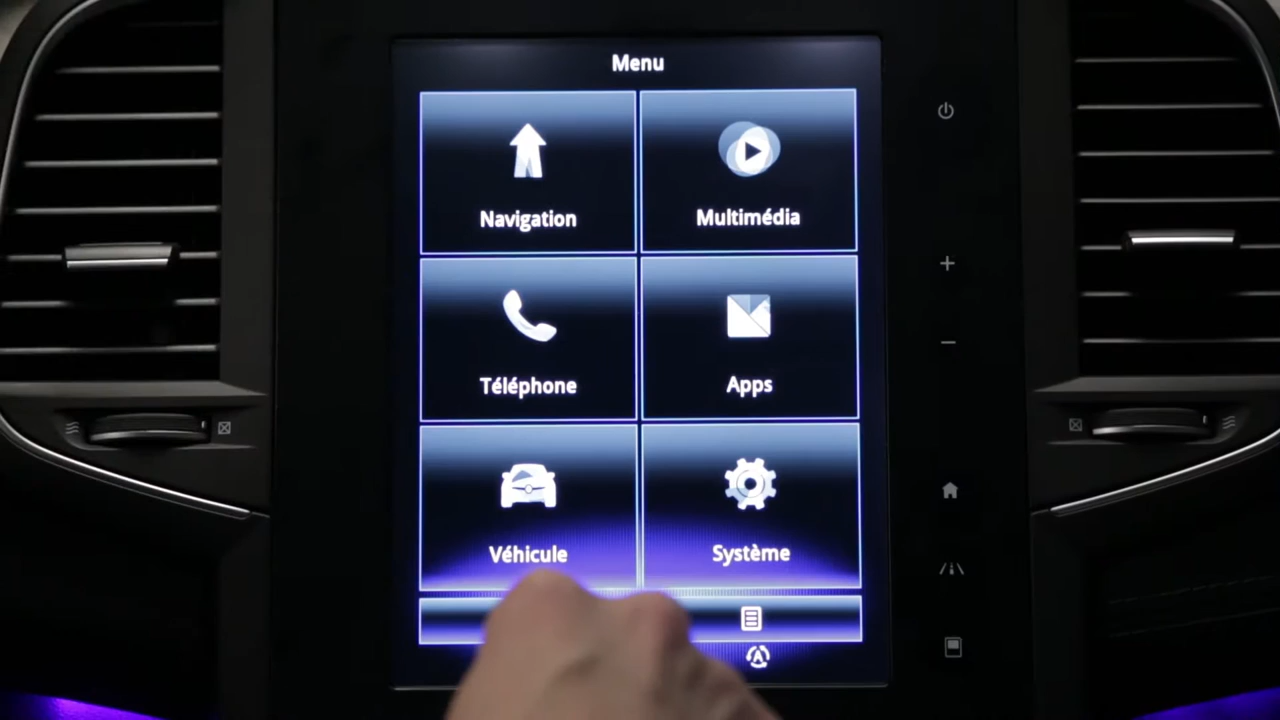 Menu
Navigation
Multimédia
Téléphone
Apps
Véhicule
Système
A